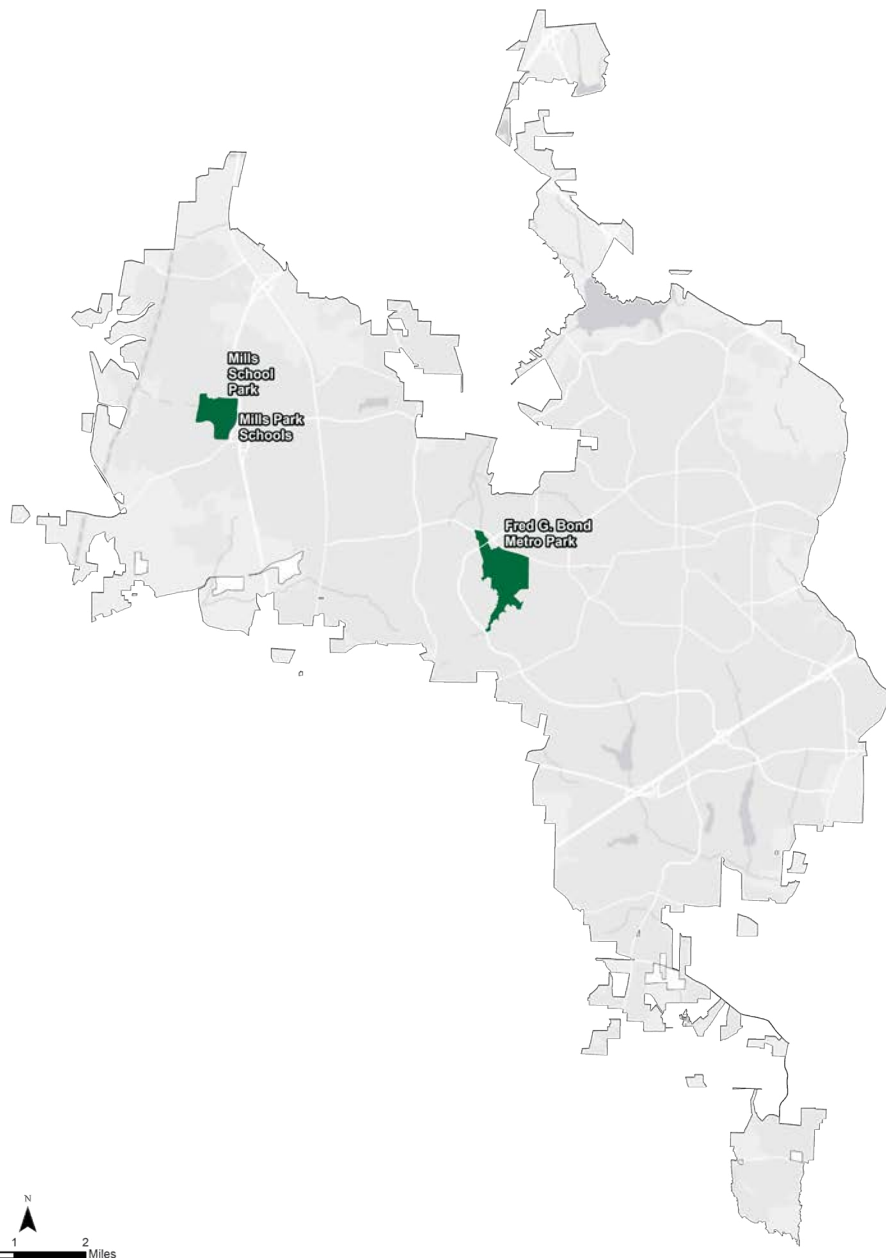 Mills
School
Park
Mills Park
Schools
Fred G. Bond
Metro Park
N
1 2
Miles